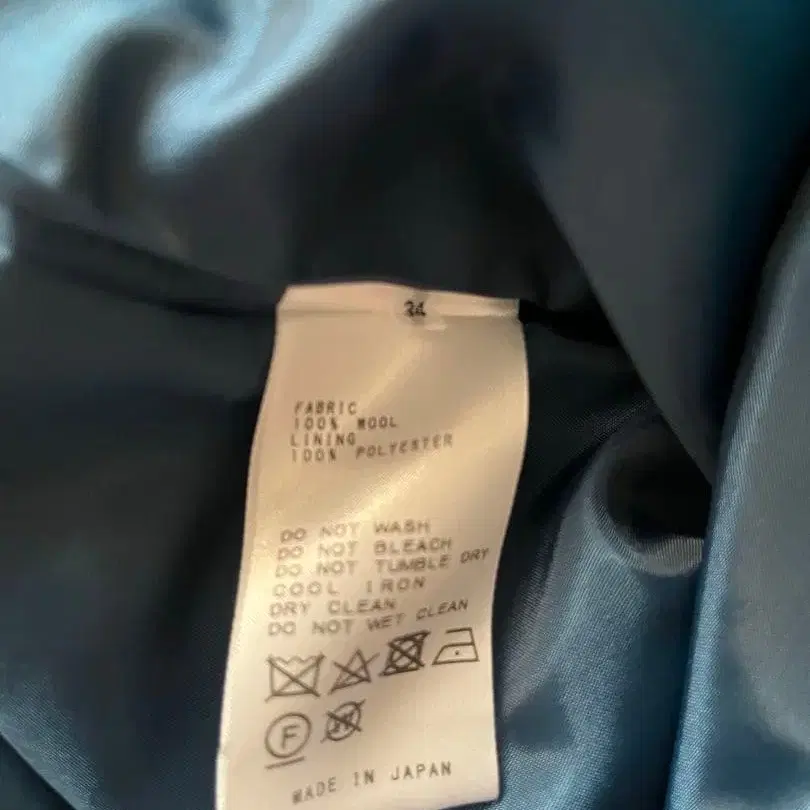 34
FABRIC
100% WOOL
LINING
100% POLYESTER
DO NOT WASH
DO NOT BLEACH
DO NOT TUMBLE DRY
COOL IRON
DRY CLEAN
DO NOT WET CLEAN
F W
MADE IN JAPAN